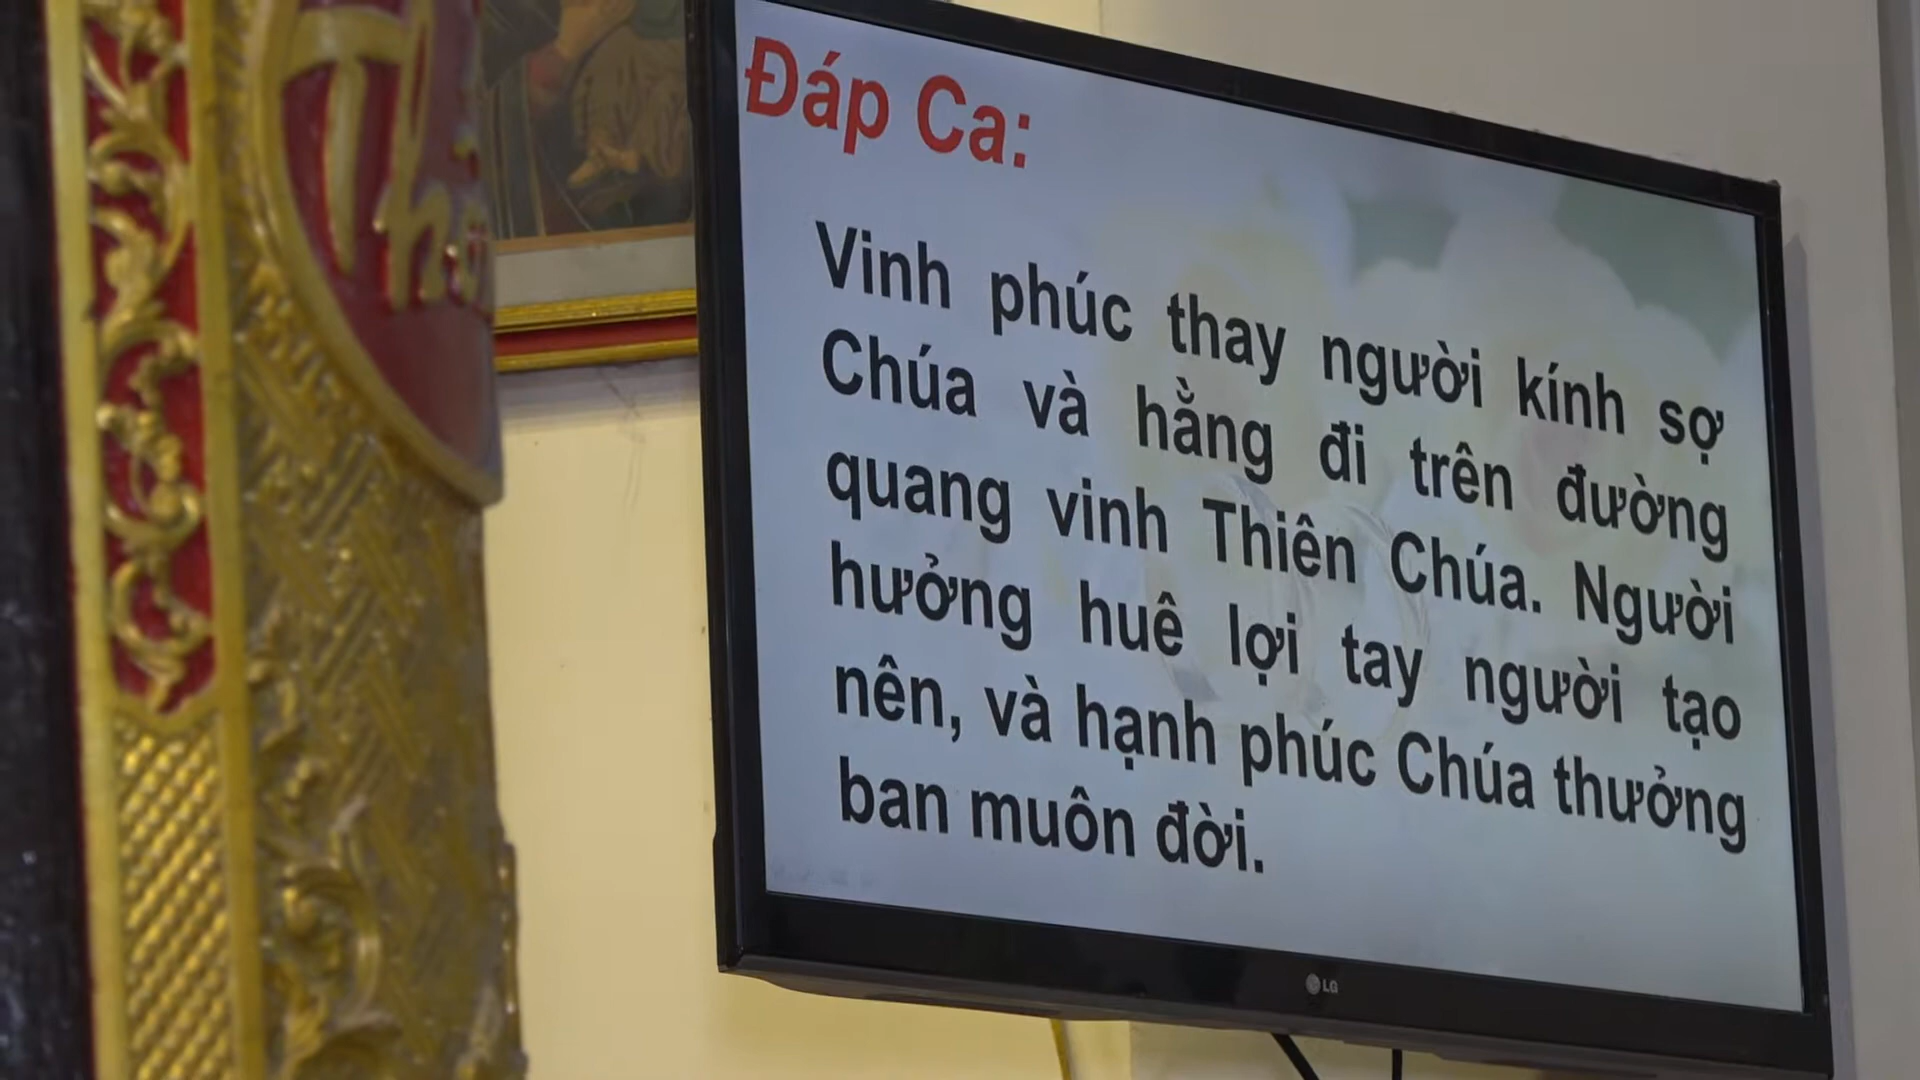 Đáp Ca:
Vinh phúc thay người kính sợ
Chúa và hằng đi trên đường
quang vinh Thiên Chúa. Người
hưởng huê lợi tay người tạo
nên, và hạnh phúc Chúa thưởng
ban muôn đời.
LG